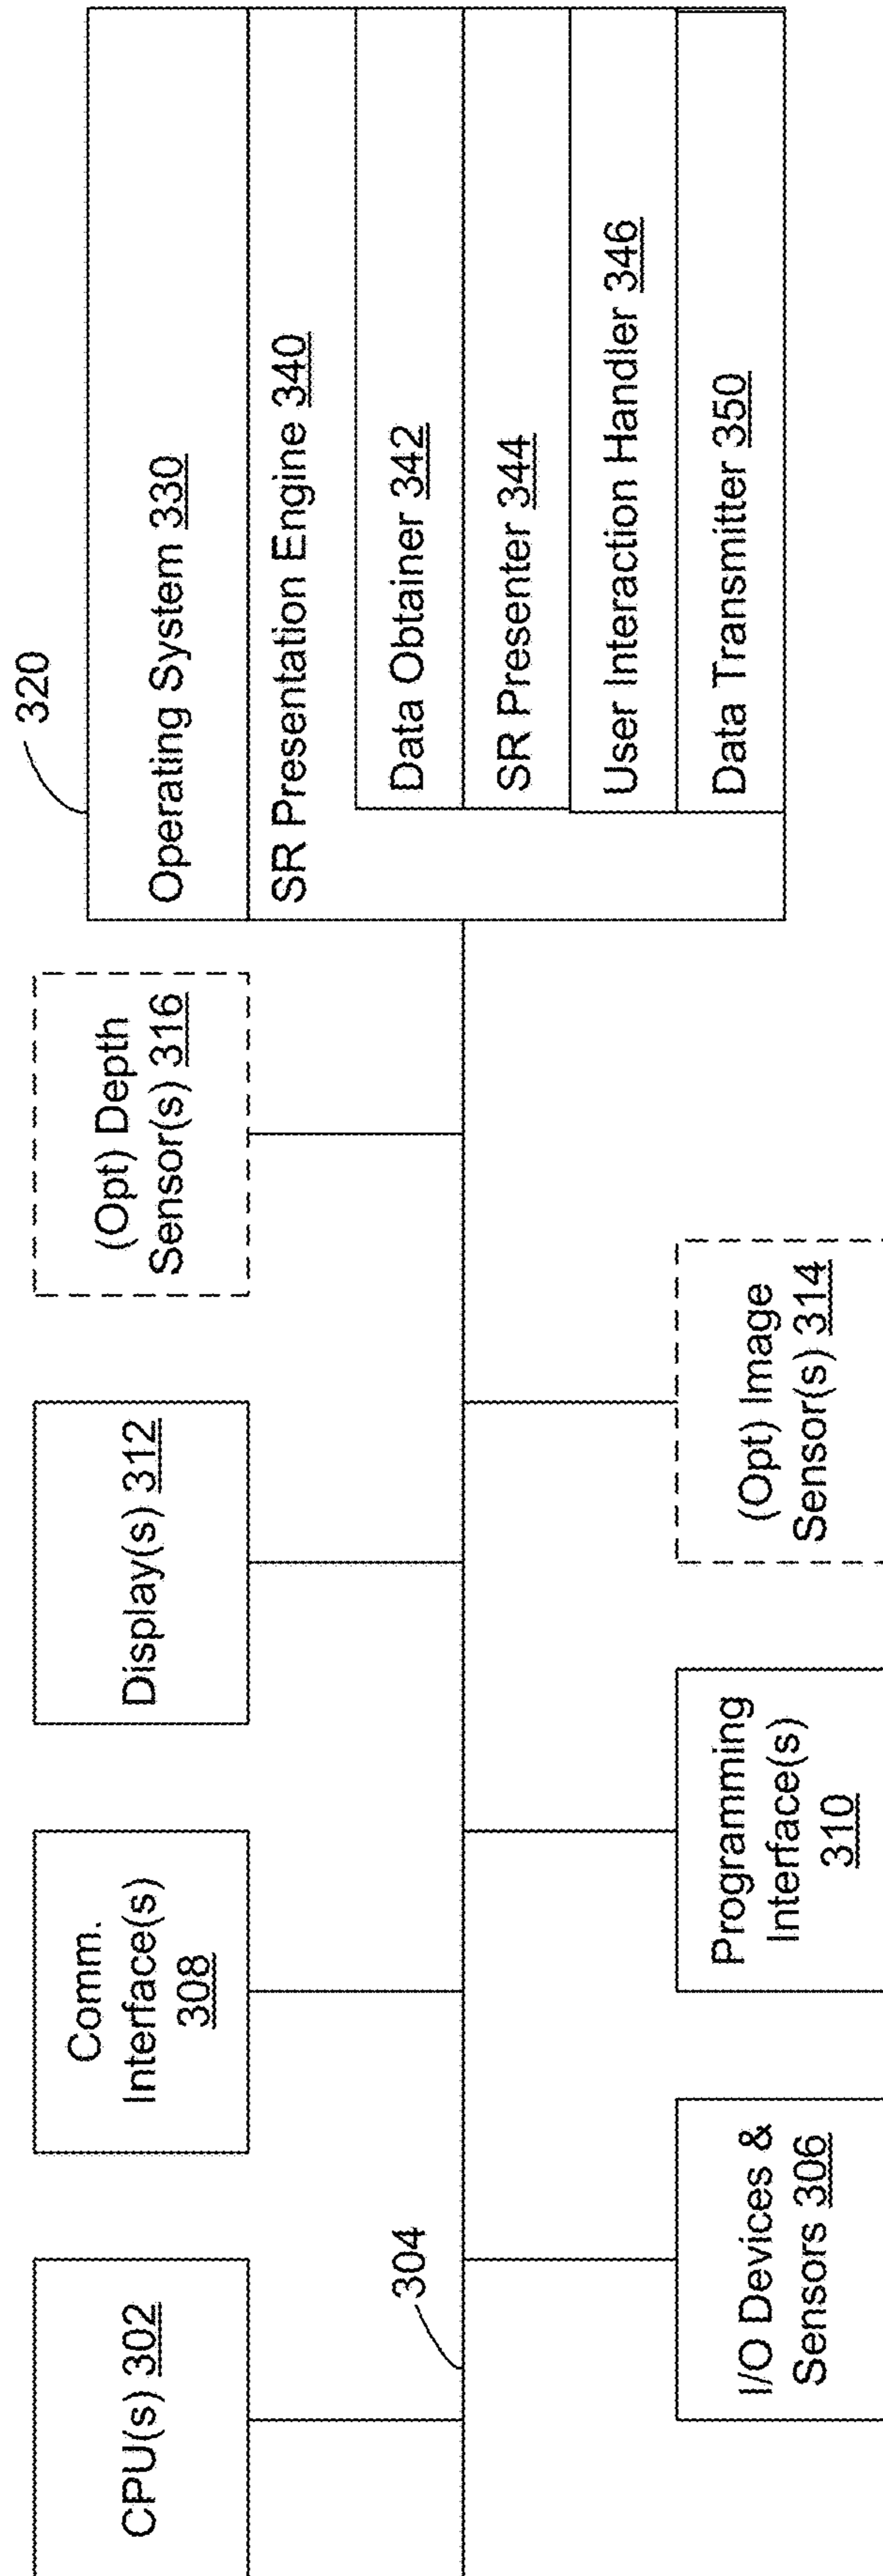 CPU(s) 302
Comm.
Interface(s)
308
Display(s) 312
(Opt) Depth
Sensor(s) 316
304
I/O Devices &
Sensors 306
Programming
Interface(s)
310
(Opt) Image
Sensor(s) 314
320
Operating System 330
SR Presentation Engine 340
Data Obtainer 342
SR Presenter 344
User Interaction Handler 346
Data Transmitter 350